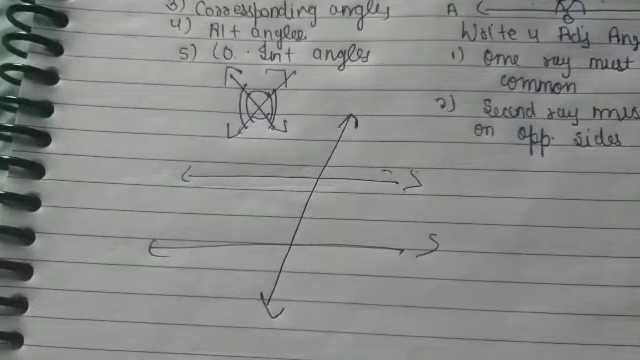 3) Corresponding angles
4) Alt angles
5) Co. Int angles
A
Write 4 Adj Ang
1) One ray must
common
2) Second ray mus
on opp. sides